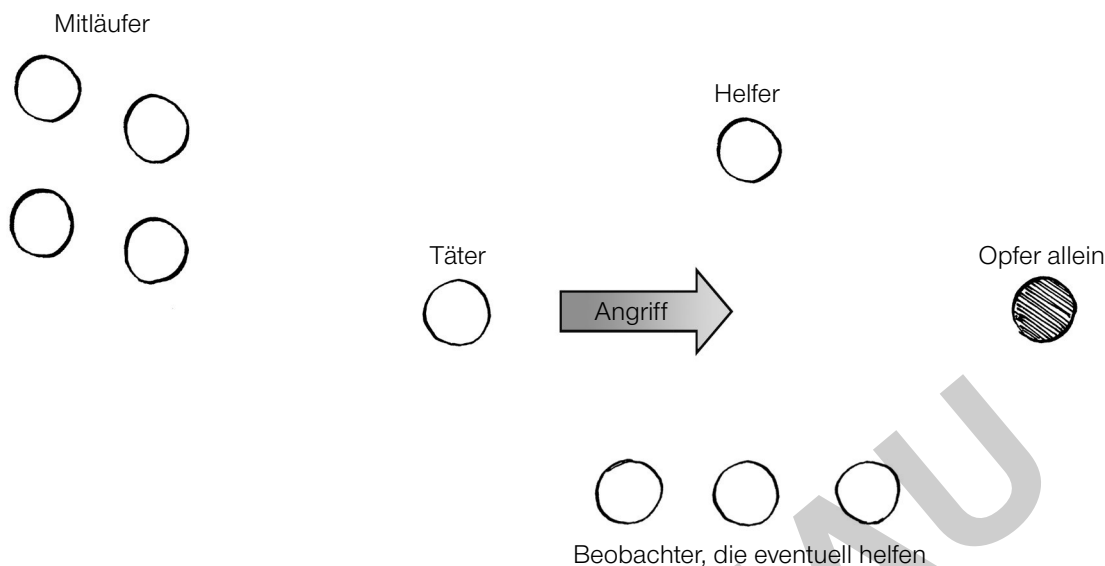 Mitläufer
Helfer
Täter
Opfer allein
Angriff
Beobachter, die eventuell helfen